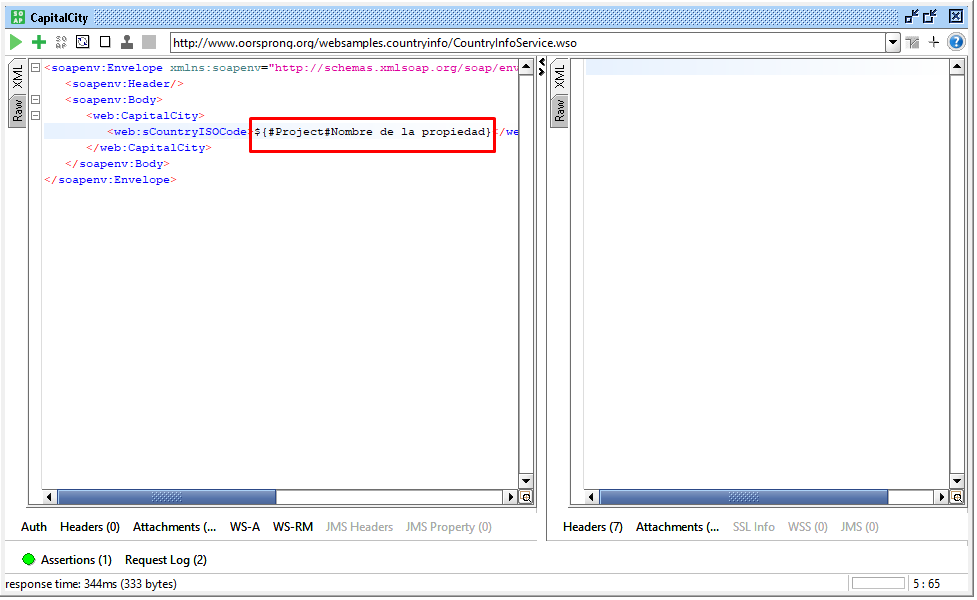 CapitalCity
http://www.oorsprong.org/websamples.countryinfo/CountryInfoService.wso
XML
Raw
<soapenv:Envelope xmlns:soapenv="http://schemas.xmlsoap.org/soap/env
<soapenv:Header/>
<soapenv:Body>
<web:CapitalCity>
<web:sCountryISOCode>${#Project#Nombre de la propiedad}</we
</web:CapitalCity>
</soapenv:Body>
</soapenv:Envelope>
XML
Raw
Auth Headers (0) Attachments (... WS-A WS-RM JMS Headers JMS Property (0)
Headers (7) Attachments (... SSL Info WSS (0) JMS (0)
Assertions (1) Request Log (2)
response time: 344ms (333 bytes)
5 : 65